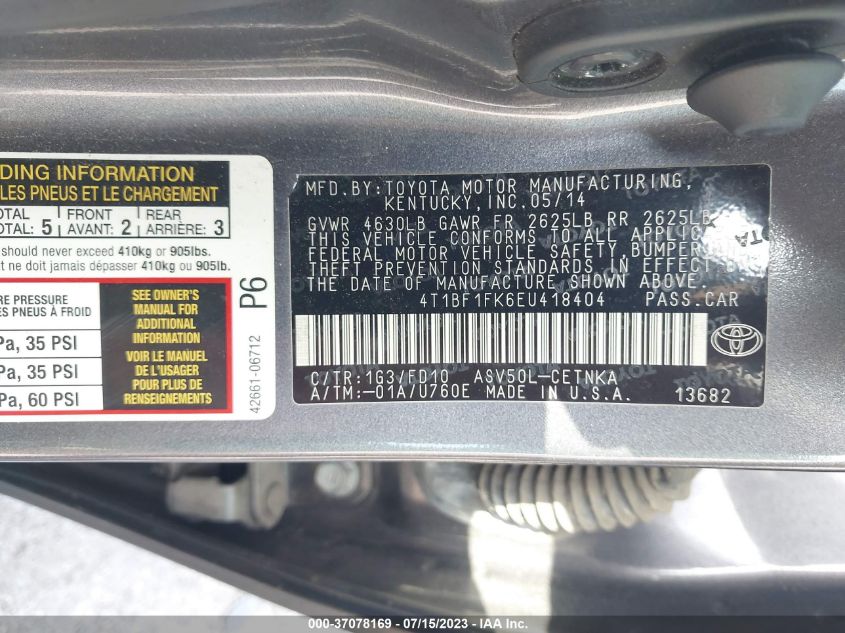 DING INFORMATION
LES PNEUS ET LE CHARGEMENT
TOTAL 5 FRONT 2 REAR 3
TOTAL: AVANT: ARRIÈRE:
should never exceed 410kg or 905lbs.
t ne doit jamais dépasser 410kg ou 905lb.
RE PRESSURE
ES PNEUS À FROID
Pa, 35 PSI
Pa, 35 PSI
Pa, 60 PSI
SEE OWNER'S
MANUAL FOR
ADDITIONAL
INFORMATION
VOIR LE MANUEL
DE L'USAGER
POUR PLUS DE
RENSEIGNEMENTS
P6
42661-06712
MFD.BY:TOYOTA MOTOR MANUFACTURING,
KENTUCKY, INC.05/14
GVWR 4630LB GAWR FR 2625LB RR 2625LB
THIS VEHICLE CONFORMS TO ALL APPLIC
FEDERAL MOTOR VEHICLE SAFETY, BUMPER
THEFT PREVENTION STANDARDS IN EFFECT
THE DATE OF MANUFACTURE SHOWN ABOVE.
4T1BF1FK6EU418404 PASS.CAR
C/TR:1G3/FD10 ASV50L-CETNKA
A/TM:-01A/U760E MADE IN U.S.A.
13682
TOYOTA
000-37078169 - 07/15/2023 - IAAI.COM